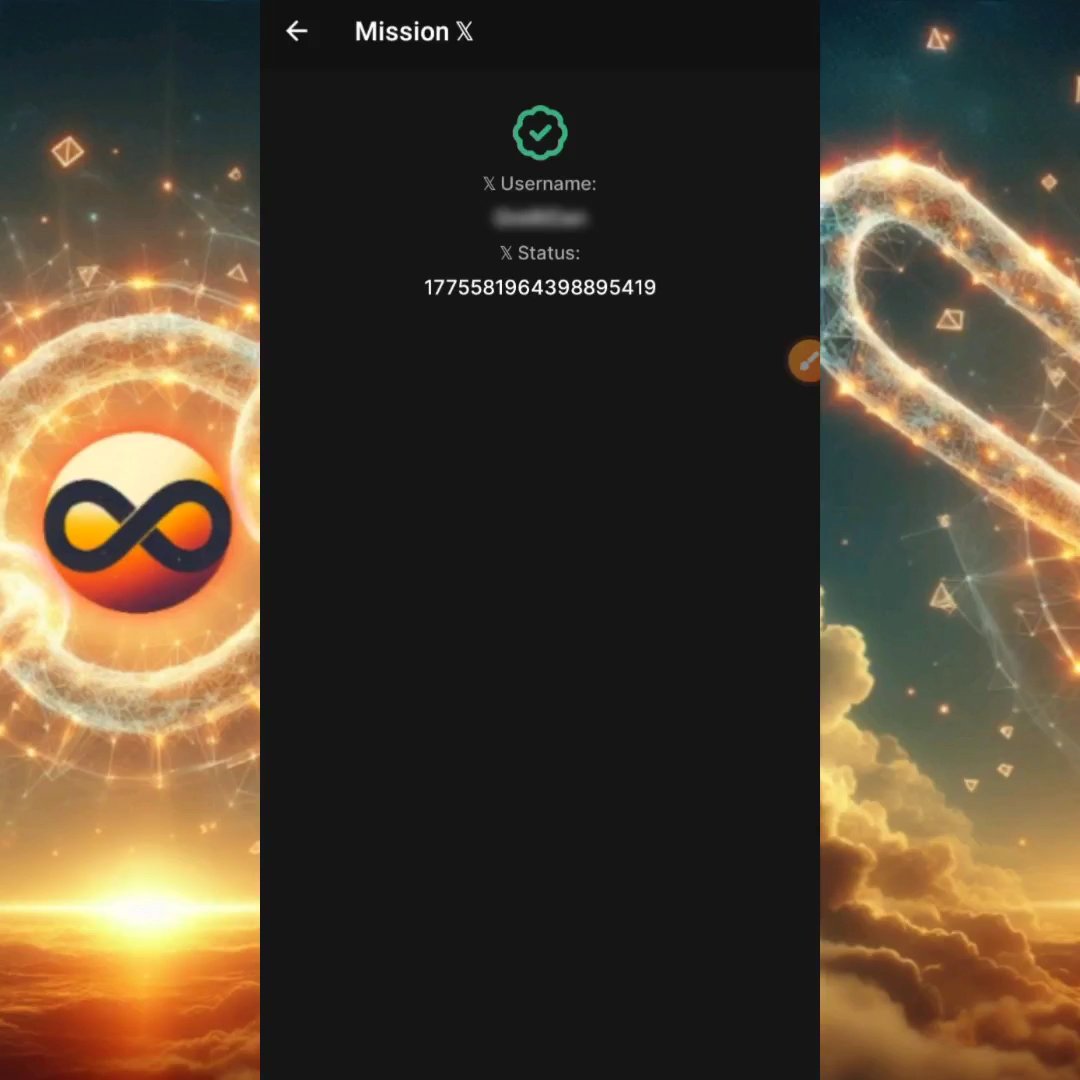 Mission 𝕏
𝕏 Username:
𝕏 Status:
1775581964398895419